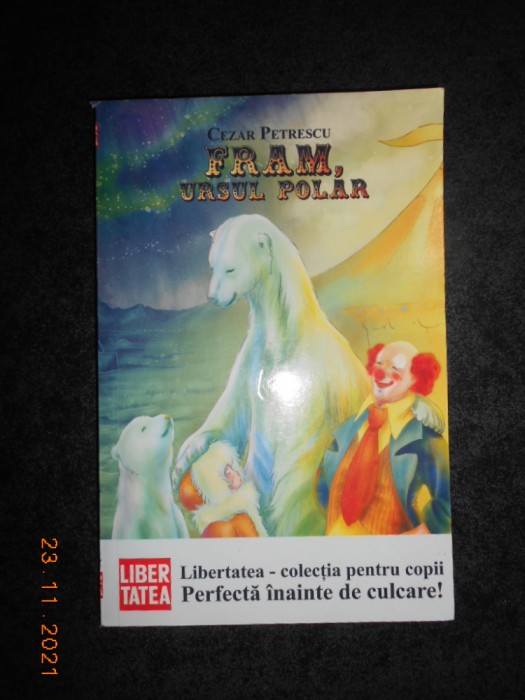 CEZAR PETRESCU
FRAM,
URSUL POLAR
LIBER
TATEA
Libertatea - colecția pentru copii
Perfectă înainte de culcare!
23.11.2021